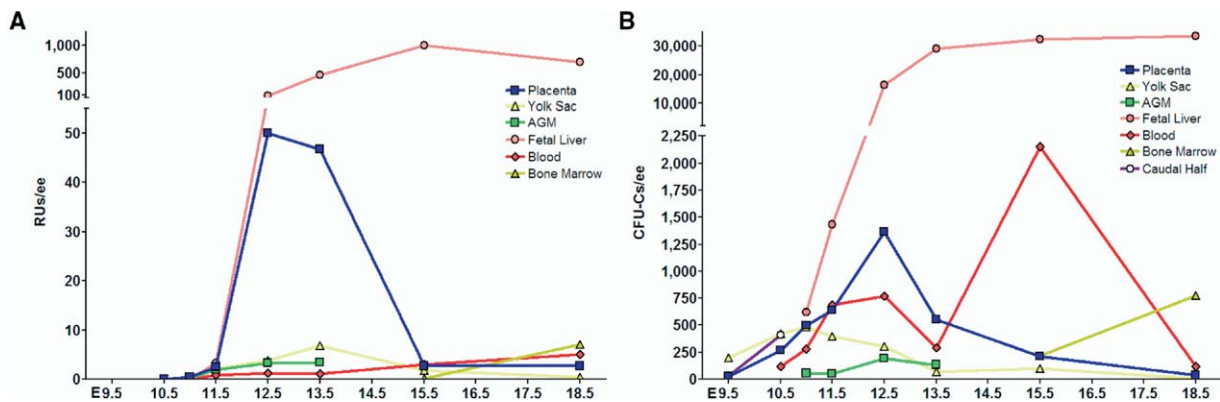 A
1,000
500
100
50
40
30
20
10
0
RUs/ee
Placenta
Yolk Sac
AGM
Fetal Liver
Blood
Bone Marrow
E9.5 10.5 11.5 12.5 13.5 14.5 15.5 16.5 17.5 18.5
B
30,000
20,000
10,000
2,250
2,000
1,750
1,500
1,250
1,000
750
500
250
0
CFU-Cs/ee
Placenta
Yolk Sac
AGM
Fetal Liver
Blood
Bone Marrow
Caudal Half
E9.5 10.5 11.5 12.5 13.5 14.5 15.5 16.5 17.5 18.5